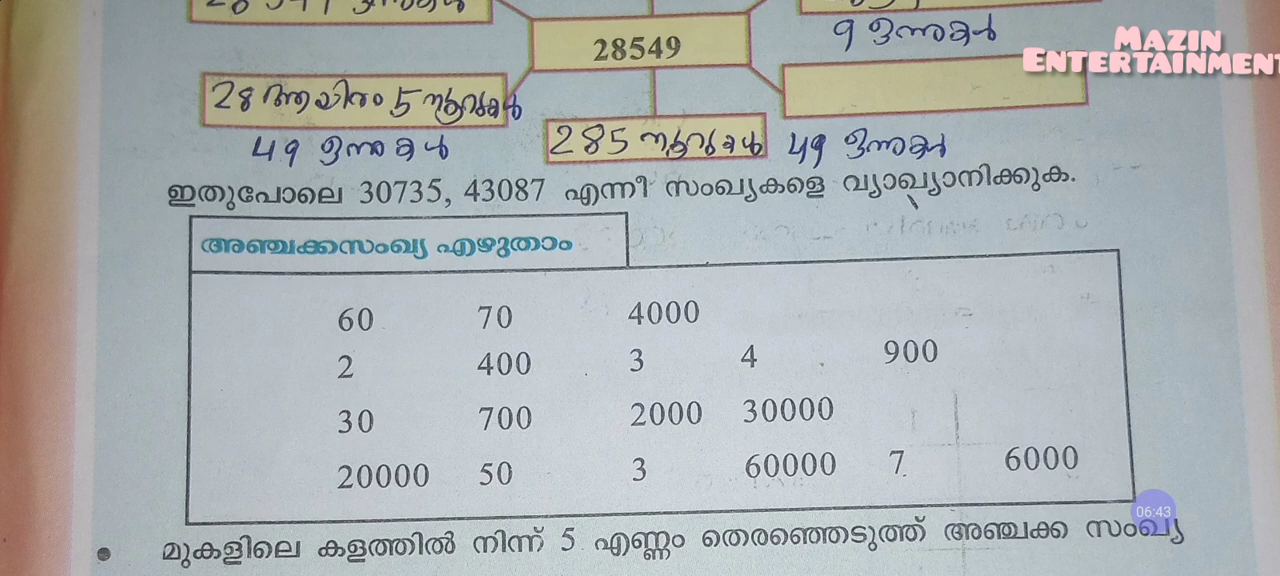 ഒന്നുകൾ
28549
9 ഒന്നുകൾ
MAZIN
ENTERTAINMENT
28 ആയിരം 5 നൂറുകൾ
49 ഒന്നുകൾ
285 നൂറുകൾ 49 ഒന്നുകൾ
ഇതുപോലെ 30735, 43087 എന്നീ സംഖ്യകളെ വ്യാഖ്യാനിക്കുക.
അഞ്ചക്കസംഖ്യ എഴുതാം
60 70 4000
2 400 3 4 900
30 700 2000 30000
20000 50 3 60000 7 6000
06:43
• മുകളിലെ കളത്തിൽ നിന്ന് 5 എണ്ണം തെരഞ്ഞെടുത്ത് അഞ്ചക്ക സംഖ്യ